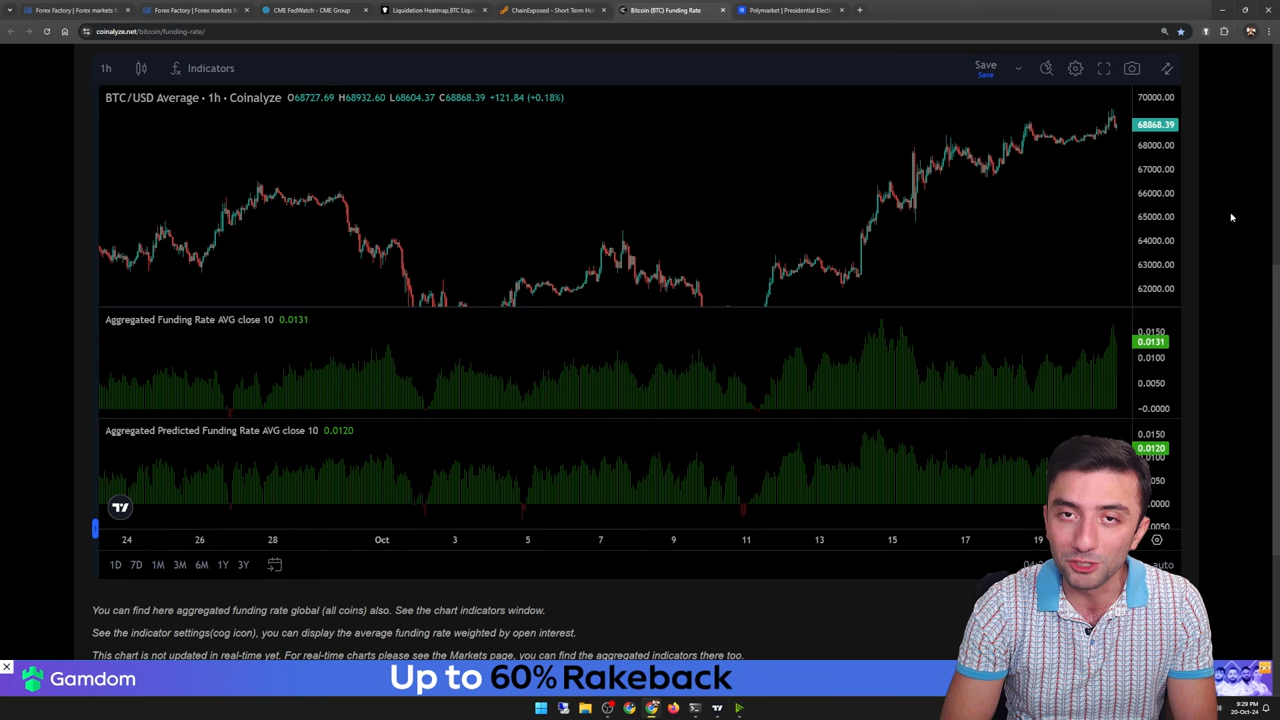 Forex Factory | Forex markets f
Forex Factory | Forex markets f
CME FedWatch - CME Group
Liquidation Heatmap,BTC Liqui
ChainExposed - Short Term Ho
Bitcoin (BTC) Funding Rate
Polymarket | Presidential Elect
coinalyze.net/bitcoin/funding-rate/
1h
Indicators
Save
Save
BTC/USD Average · 1h · Coinalyze O68727.69 H68932.60 L68604.37 C68868.39 +121.84 (+0.18%)
70000.00
68868.39
68000.00
67000.00
66000.00
65000.00
64000.00
63000.00
62000.00
Aggregated Funding Rate AVG close 10 0.0131
0.0150
0.0131
0.0100
0.0050
−0.0000
Aggregated Predicted Funding Rate AVG close 10 0.0120
0.0150
0.0120
24 26 28 Oct 3 5 7 9 11 13 15 17 19
1D 7D 1M 3M 6M 1Y 3Y
auto
You can find here aggregated funding rate global (all coins) also. See the chart indicators window.
See the indicator settings(cog icon), you can display the average funding rate weighted by open interest.
This chart is not updated in real-time yet. For real-time charts please see the Markets page, you can find the aggregated indicators there too.
Gamdom
Up to 60% Rakeback
9:29 PM
20-Oct-24